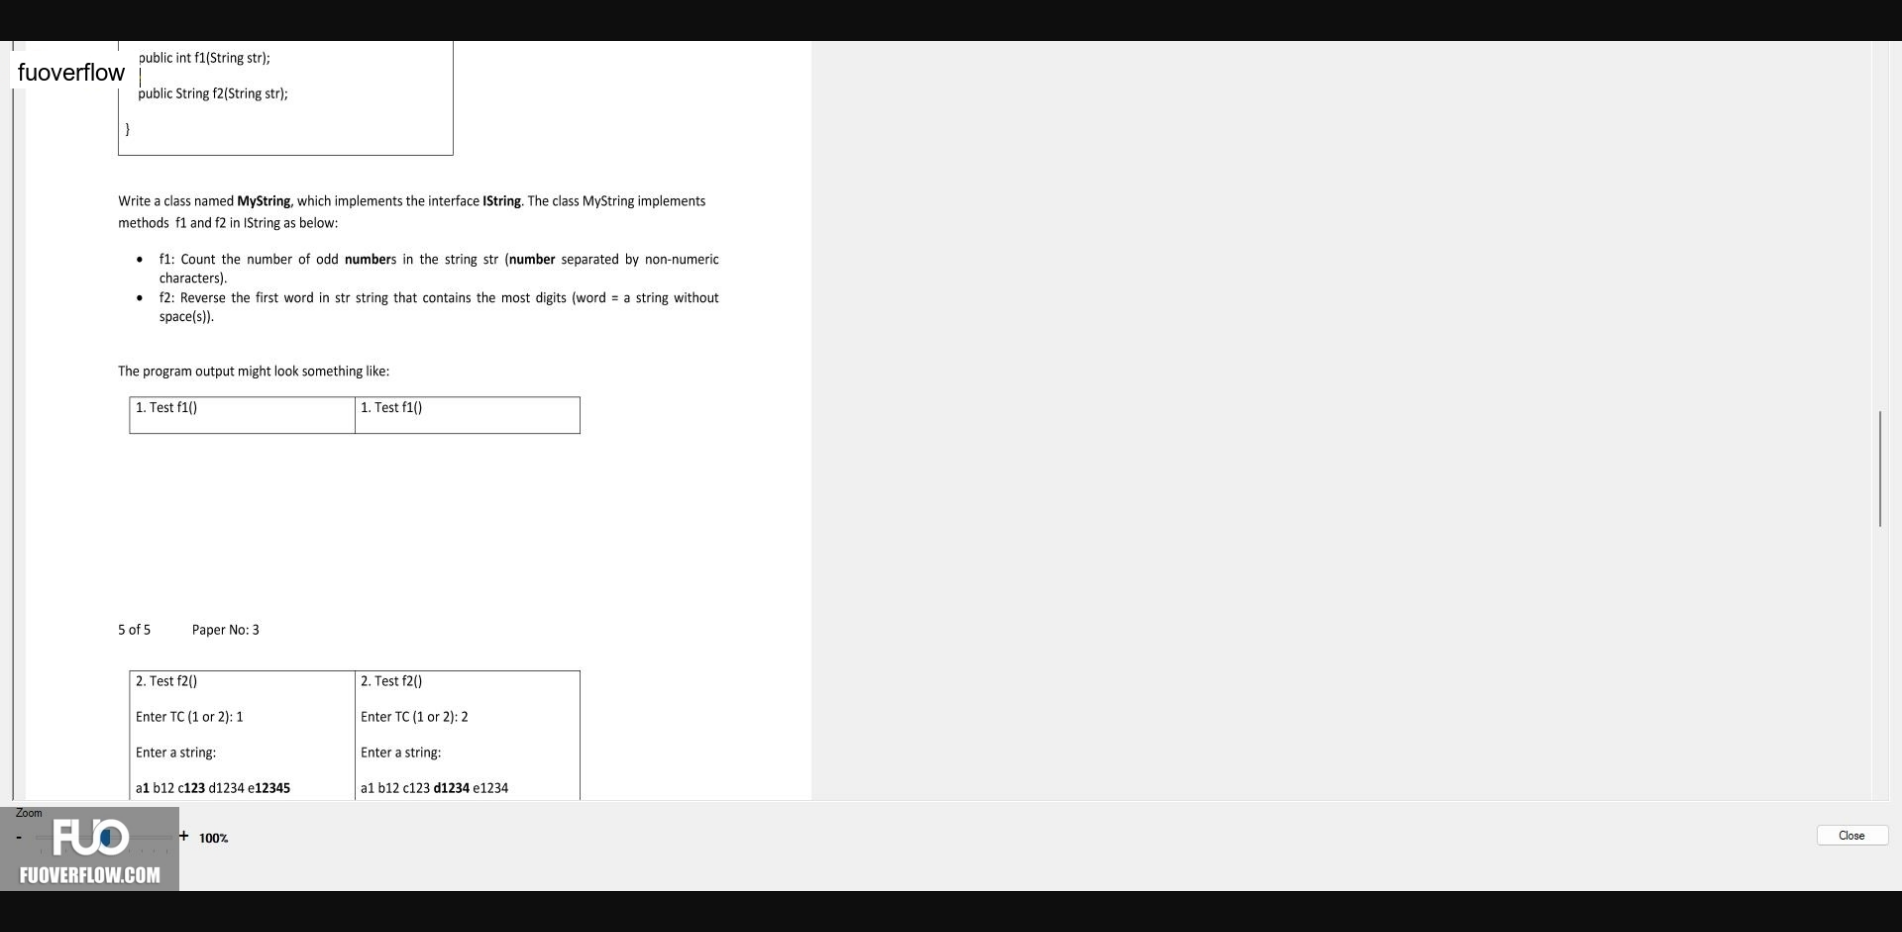 public int f1(String str);
fuoverflow
public String f2(String str);
}
Write a class named MyString, which implements the interface IString. The class MyString implements
methods f1 and f2 in IString as below:
• f1: Count the number of odd numbers in the string str (number separated by non-numeric
characters).
• f2: Reverse the first word in str string that contains the most digits (word = a string without
space(s)).
The program output might look something like:
1. Test f1() 1. Test f1()
5 of 5 Paper No: 3
2. Test f2() 2. Test f2()
Enter TC (1 or 2): 1 Enter TC (1 or 2): 2
Enter a string: Enter a string:
a1 b12 c123 d1234 e12345 a1 b12 c123 d1234 e1234
Zoom
- + 100%
Close
FUO
FUOVERFLOW.COM